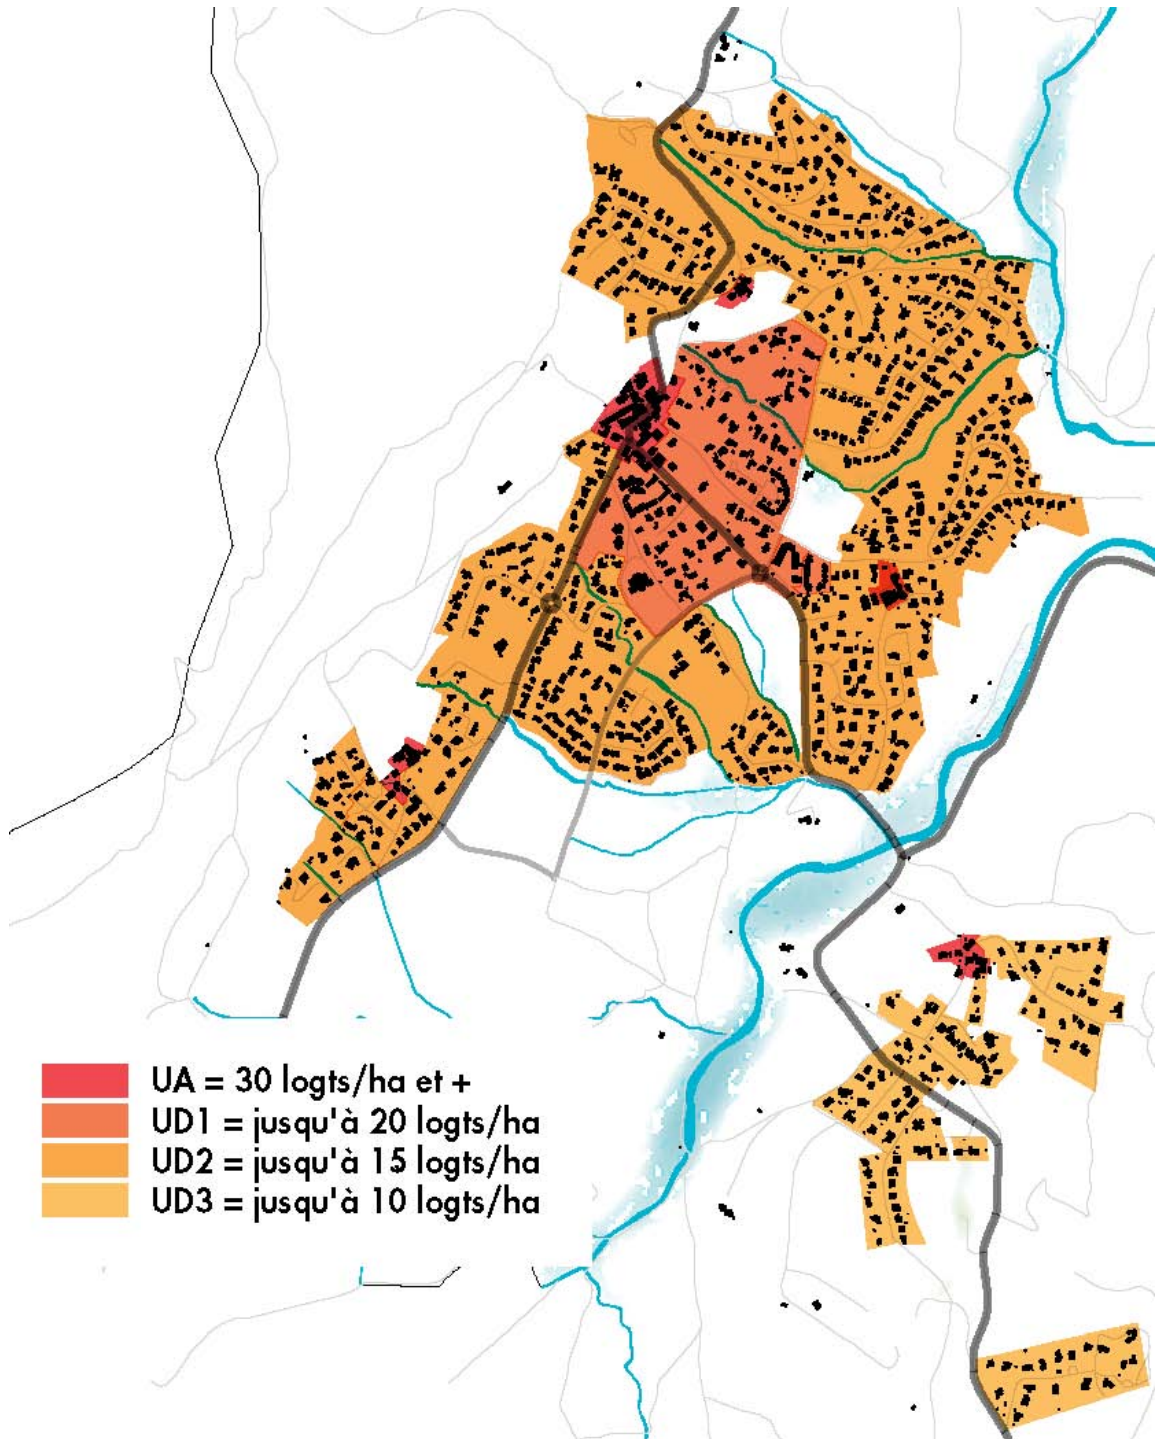 UA = 30 logts/ha et +
UD1 = jusqu'à 20 logts/ha
UD2 = jusqu'à 15 logts/ha
UD3 = jusqu'à 10 logts/ha